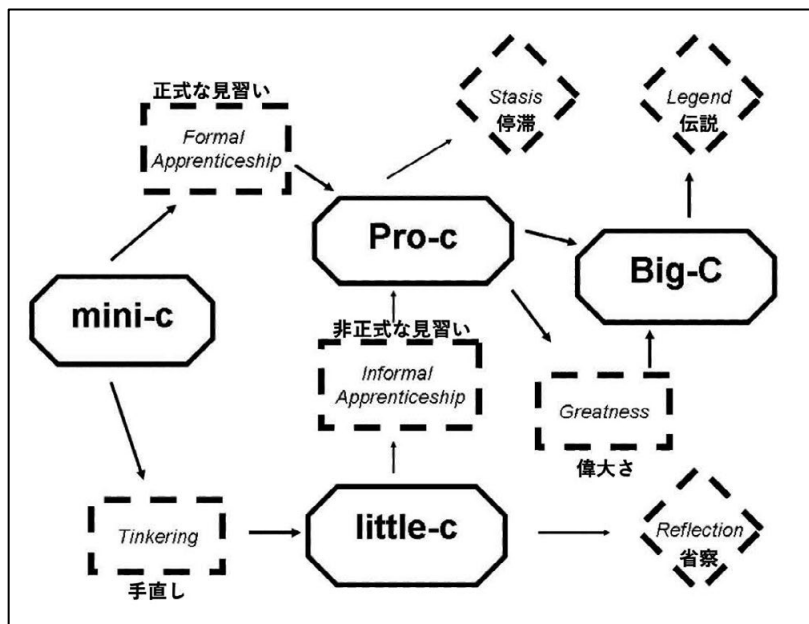 正式な見習い
Formal
Apprenticeship
Stasis
停滞
Legend
伝説
Pro-c
Big-C
mini-c
非正式な見習い
Informal
Apprenticeship
Greatness
偉大さ
Tinkering
手直し
little-c
Reflection
省察